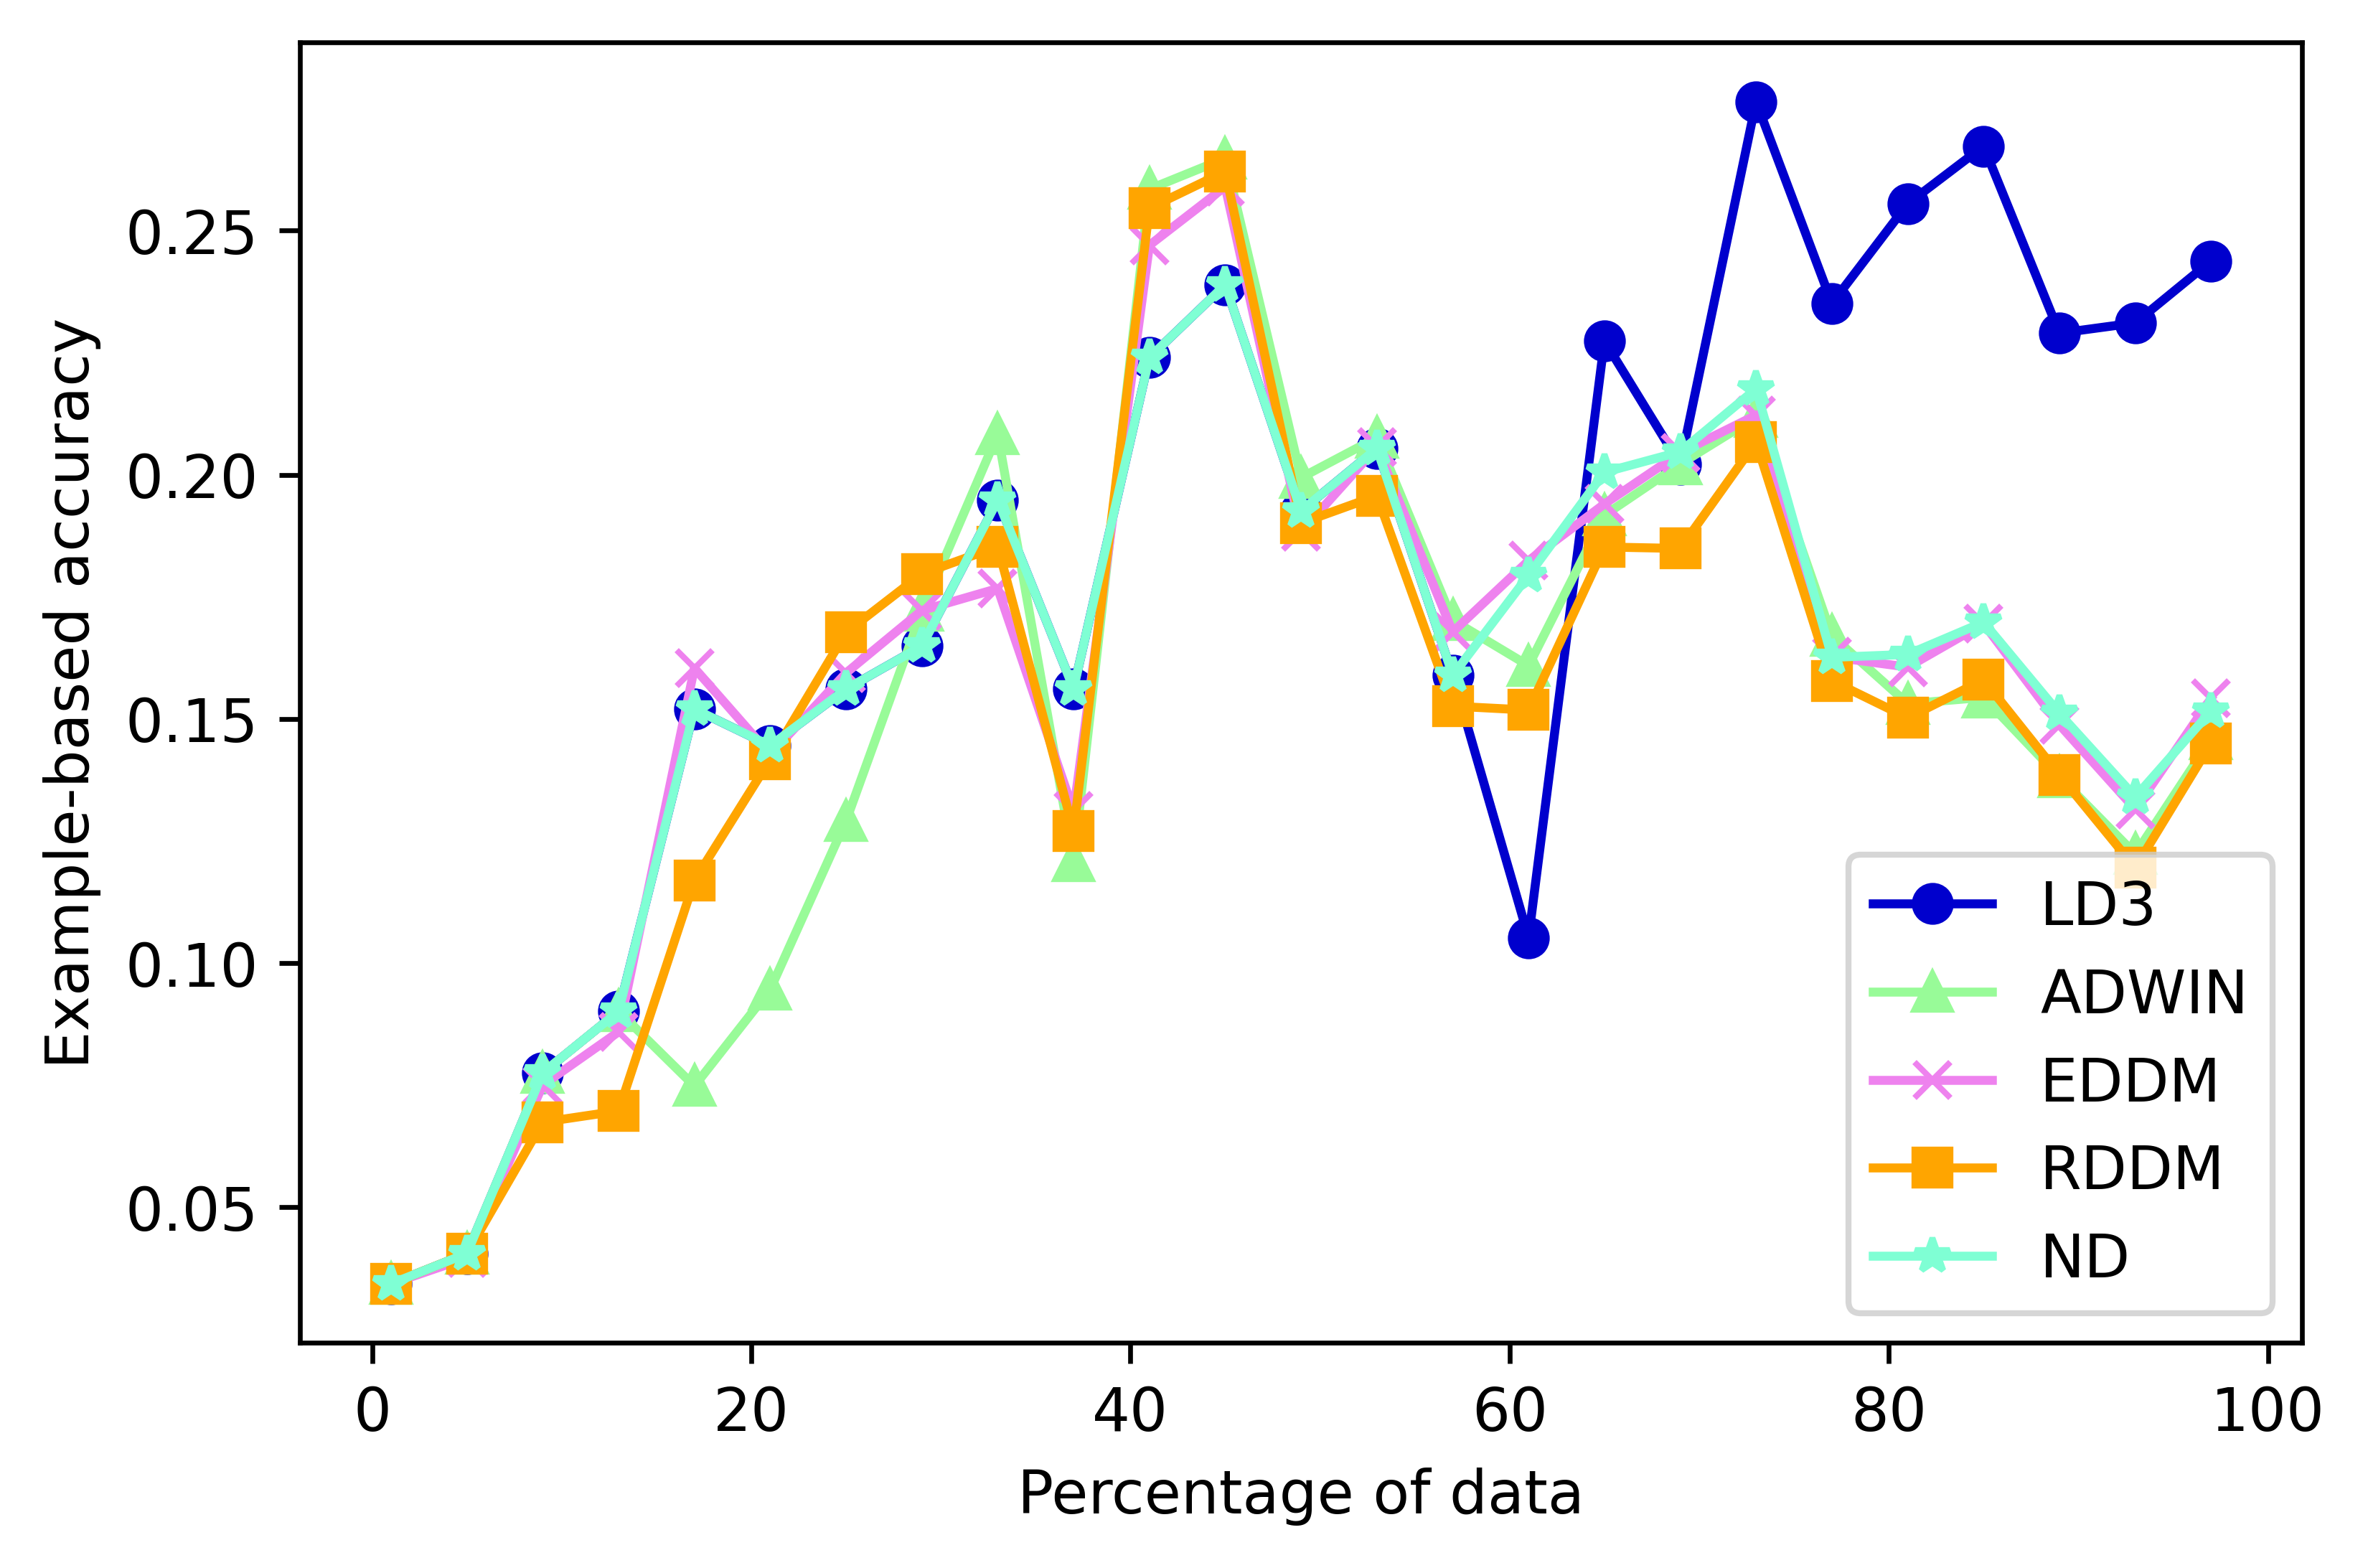 Example-based accuracy
0.25
0.20
0.15
0.10
0.05
0 20 40 60 80 100
Percentage of data
LD3
ADWIN
EDDM
RDDM
ND